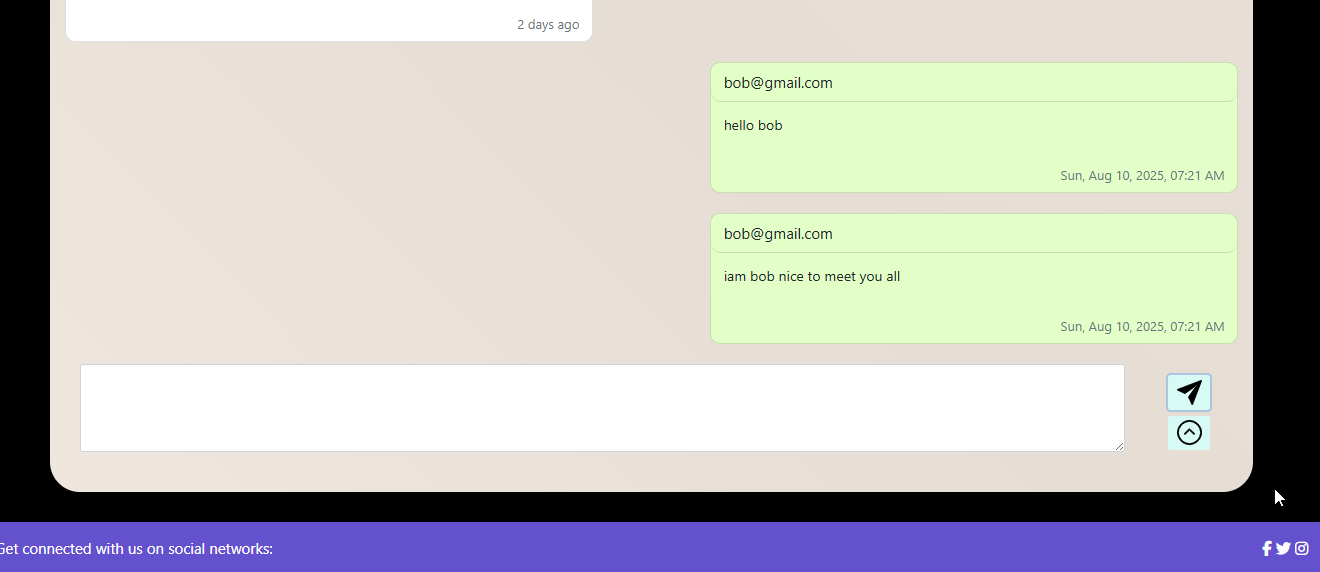 2 days ago
bob@gmail.com
hello bob
Sun, Aug 10, 2025, 07:21 AM
bob@gmail.com
iam bob nice to meet you all
Sun, Aug 10, 2025, 07:21 AM
Get connected with us on social networks: